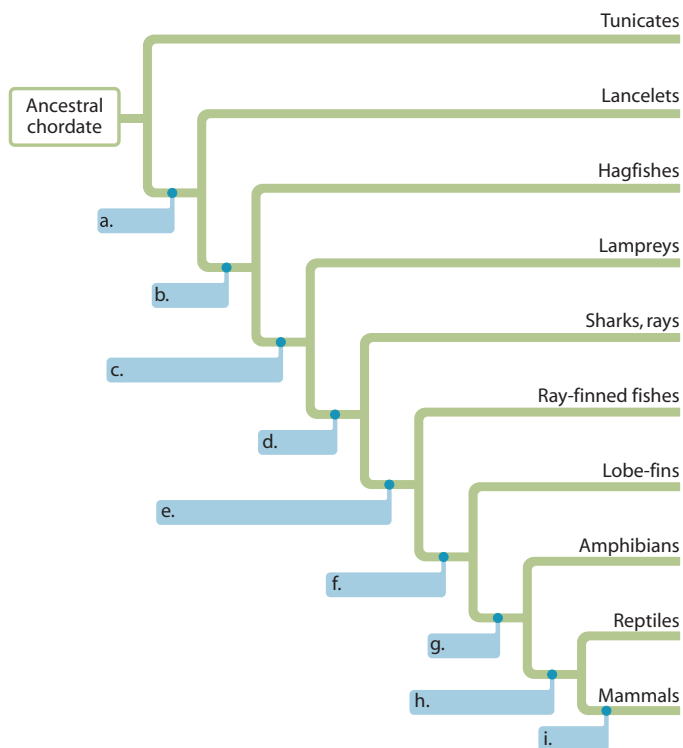 Tunicates
Ancestral
chordate
Lancelets
Hagfishes
a.
Lampreys
b.
Sharks, rays
c.
Ray-finned fishes
d.
Lobe-fins
e.
Amphibians
f.
Reptiles
g.
Mammals
h.
i.